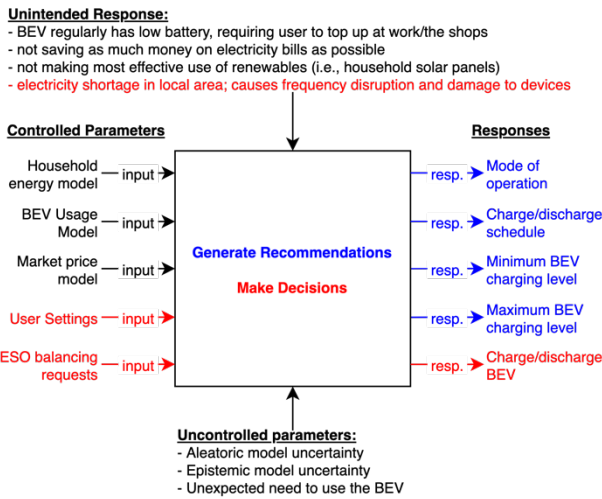 Unintended Response:
- BEV regularly has low battery, requiring user to top up at work/the shops
- not saving as much money on electricity bills as possible
- not making most effective use of renewables (i.e., household solar panels)
- electricity shortage in local area; causes frequency disruption and damage to devices
Controlled Parameters
Responses
Household
energy model
input
resp.
Mode of
operation
BEV Usage
Model
input
resp.
Charge/discharge
schedule
Market price
model
input
resp.
Minimum BEV
charging level
User Settings
input
resp.
Maximum BEV
charging level
ESO balancing
requests
input
resp.
Charge/discharge
BEV
Generate Recommendations
Make Decisions
Uncontrolled parameters:
- Aleatoric model uncertainty
- Epistemic model uncertainty
- Unexpected need to use the BEV